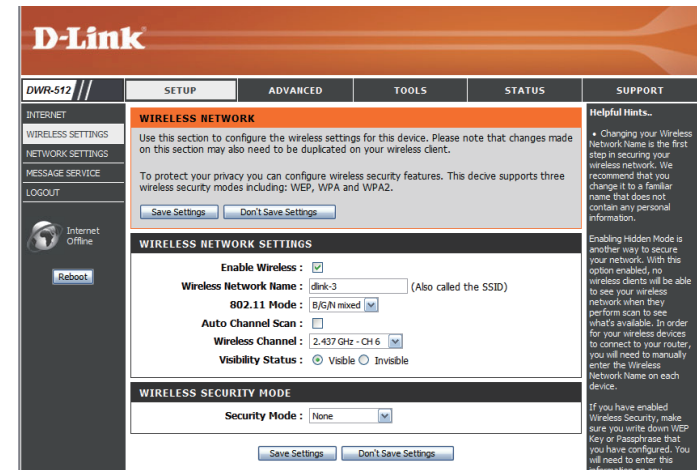 D-Link
DWR-512
SETUP
ADVANCED
TOOLS
STATUS
SUPPORT
INTERNET
WIRELESS SETTINGS
NETWORK SETTINGS
MESSAGE SERVICE
LOGOUT
Internet
Offline
Reboot
WIRELESS NETWORK
Use this section to configure the wireless settings for this device. Please note that changes made
on this section may also need to be duplicated on your wireless client.
To protect your privacy you can configure wireless security features. This decive supports three
wireless security modes including: WEP, WPA and WPA2.
Save Settings
Don't Save Settings
WIRELESS NETWORK SETTINGS
Enable Wireless :
Wireless Network Name : dlink-3 (Also called the SSID)
802.11 Mode : B/G/N mixed
Auto Channel Scan :
Wireless Channel : 2.437 GHz - CH 6
Visibility Status : Visible Invisible
WIRELESS SECURITY MODE
Security Mode : None
Save Settings
Don't Save Settings
Helpful Hints..
• Changing your Wireless
Network Name is the first
step in securing your
wireless network. We
recommend that you
change it to a familiar
name that does not
contain any personal
information.
Enabling Hidden Mode is
another way to secure
your network. With this
option enabled, no
wireless clients will be able
to see your wireless
network when they
perform scan to see
what's available. In order
for your wireless devices
to connect to your router,
you will need to manually
enter the Wireless
Network Name on each
device.
If you have enabled
Wireless Security, make
sure you write down WEP
Key or Passphrase that
you have configured. You
will need to enter this
information on any